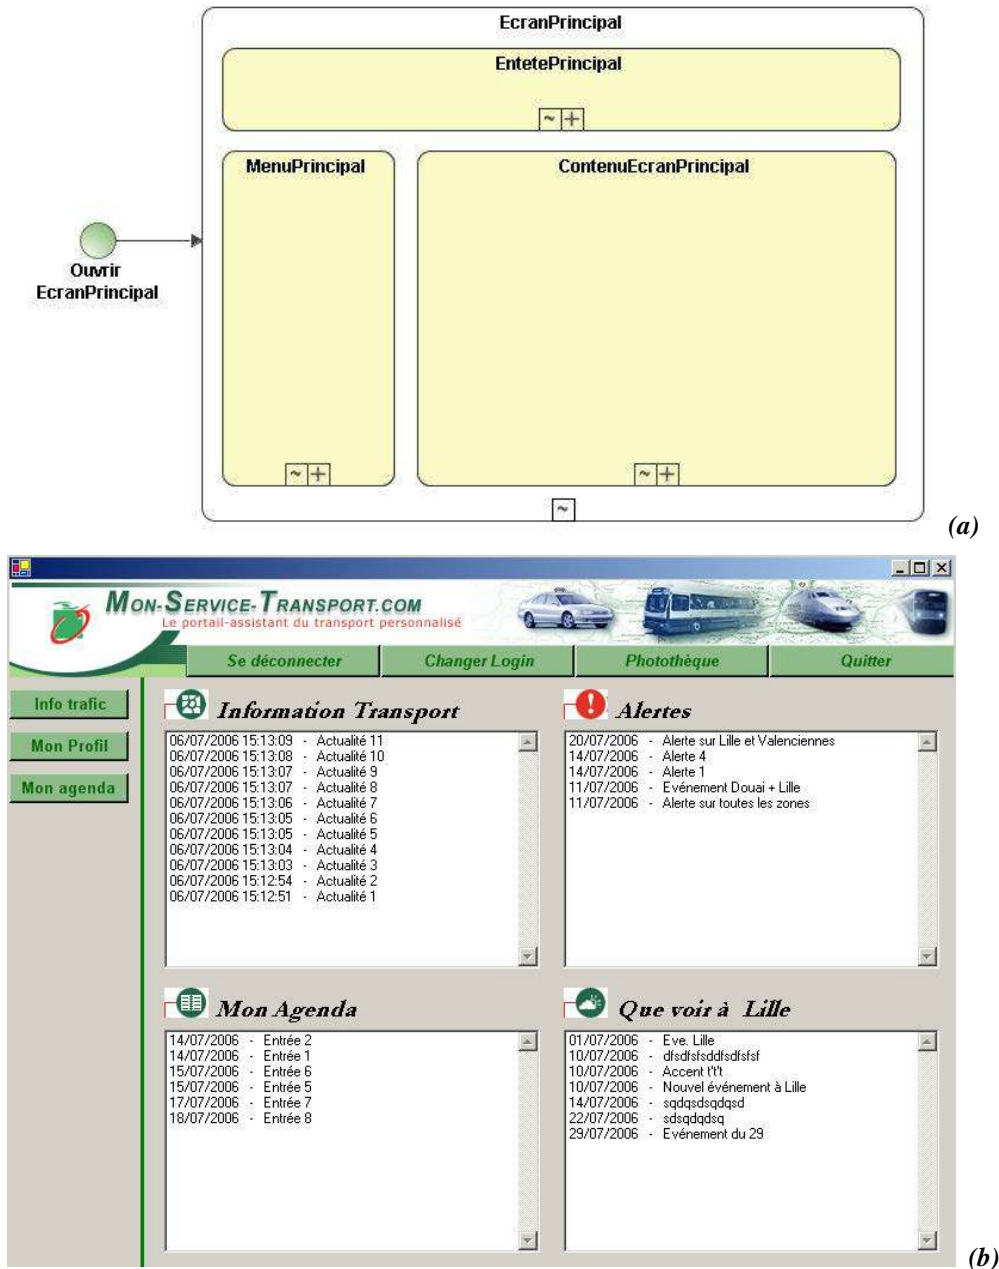 EcranPrincipal
EntetePrincipal
~ +
MenuPrincipal
ContenuEcranPrincipal
Ouvrir
EcranPrincipal
~ +
~ +
~
(a)
MON-SERVICE-TRANSPORT.COM
Le portail-assistant du transport personnalisé
Se déconnecter
Changer Login
Photothèque
Quitter
Info trafic
Mon Profil
Mon agenda
Information Transport
06/07/2006 15:13:09 - Actualité 11
06/07/2006 15:13:08 - Actualité 10
06/07/2006 15:13:07 - Actualité 9
06/07/2006 15:13:07 - Actualité 8
06/07/2006 15:13:06 - Actualité 7
06/07/2006 15:13:05 - Actualité 6
06/07/2006 15:13:05 - Actualité 5
06/07/2006 15:13:04 - Actualité 4
06/07/2006 15:13:03 - Actualité 3
06/07/2006 15:12:54 - Actualité 2
06/07/2006 15:12:51 - Actualité 1
Alertes
20/07/2006 - Alerte sur Lille et Valenciennes
14/07/2006 - Alerte 4
14/07/2006 - Alerte 1
11/07/2006 - Evénement Douai + Lille
11/07/2006 - Alerte sur toutes les zones
Mon Agenda
14/07/2006 - Entrée 2
14/07/2006 - Entrée 1
15/07/2006 - Entrée 6
15/07/2006 - Entrée 5
17/07/2006 - Entrée 7
18/07/2006 - Entrée 8
Que voir à Lille
01/07/2006 - Eve. Lille
10/07/2006 - dfsdfsfsddfsdfsfsf
10/07/2006 - Accent t't't
10/07/2006 - Nouvel événement à Lille
14/07/2006 - sqdqsdsqdqsd
22/07/2006 - sdsqdqdsq
29/07/2006 - Evénement du 29
(b)